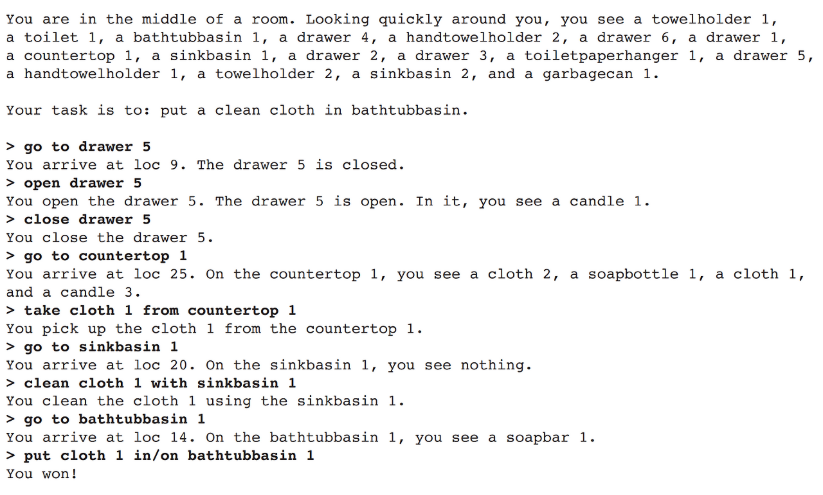 You are in the middle of a room. Looking quickly around you, you see a towelholder 1,
a toilet 1, a bathtubbasin 1, a drawer 4, a handtowelholder 2, a drawer 6, a drawer 1,
a countertop 1, a sinkbasin 1, a drawer 2, a drawer 3, a toiletpaperhanger 1, a drawer 5,
a handtowelholder 1, a towelholder 2, a sinkbasin 2, and a garbagecan 1.
Your task is to: put a clean cloth in bathtubbasin.
> go to drawer 5
You arrive at loc 9. The drawer 5 is closed.
> open drawer 5
You open the drawer 5. The drawer 5 is open. In it, you see a candle 1.
> close drawer 5
You close the drawer 5.
> go to countertop 1
You arrive at loc 25. On the countertop 1, you see a cloth 2, a soapbottle 1, a cloth 1,
and a candle 3.
> take cloth 1 from countertop 1
You pick up the cloth 1 from the countertop 1.
> go to sinkbasin 1
You arrive at loc 20. On the sinkbasin 1, you see nothing.
> clean cloth 1 with sinkbasin 1
You clean the cloth 1 using the sinkbasin 1.
> go to bathtubbasin 1
You arrive at loc 14. On the bathtubbasin 1, you see a soapbar 1.
> put cloth 1 in/on bathtubbasin 1
You won!